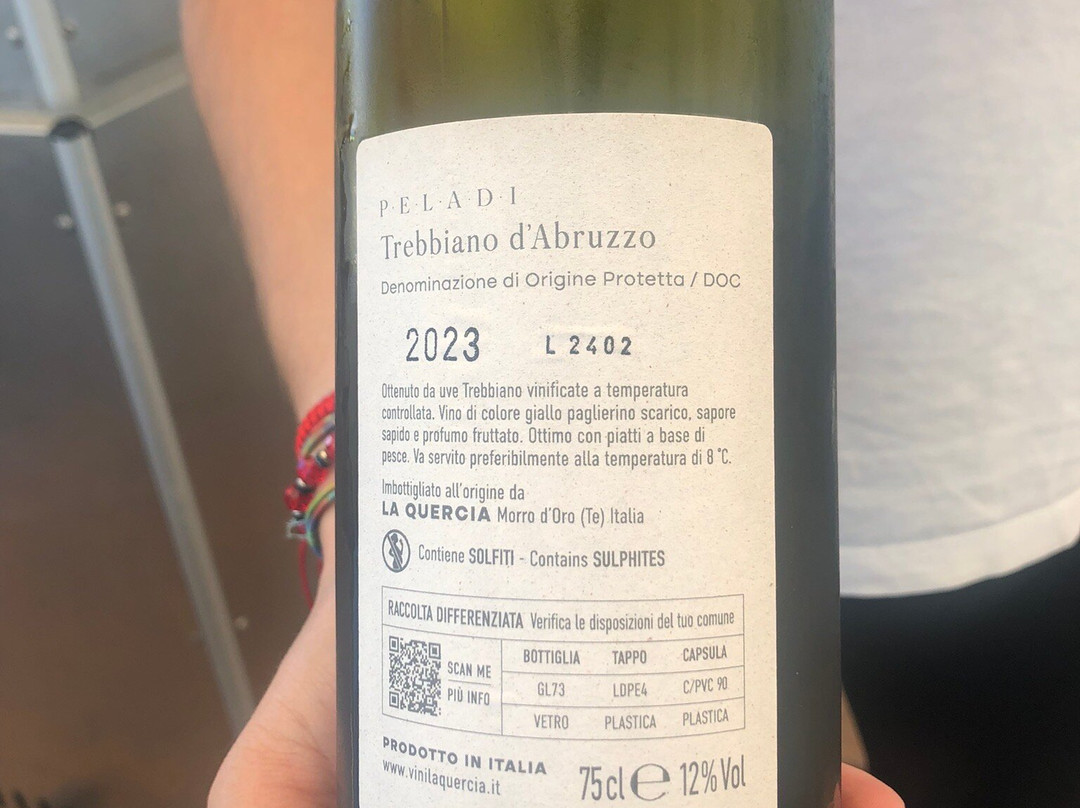 P·E·L·A·D·I
Trebbiano d'Abruzzo
Denominazione di Origine Protetta / DOC
2023 L 2402
Ottenuto da uve Trebbiano vinificate a temperatura
controllata. Vino di colore giallo paglierino scarico, sapore
sapido e profumo fruttato. Ottimo con piatti a base di
pesce. Va servito preferibilmente alla temperatura di 8 °C.
Imbottigliato all'origine da
LA QUERCIA Morro d'Oro (Te) Italia
Contiene SOLFITI - Contains SULPHITES
RACCOLTA DIFFERENZIATA Verifica le disposizioni del tuo comune
SCAN ME
PIÙ INFO
BOTTIGLIA TAPPO CAPSULA
GL73 LDPE4 C/PVC 90
VETRO PLASTICA PLASTICA
PRODOTTO IN ITALIA
www.vinilaquercia.it
75cl ℮ 12% Vol